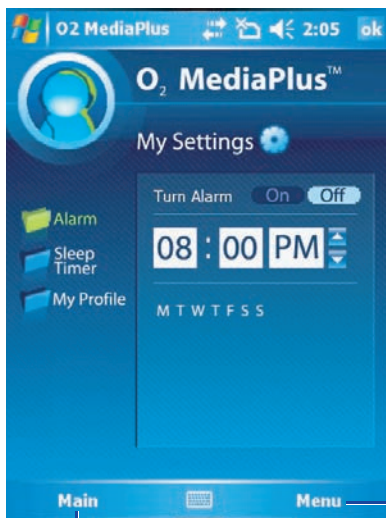 O2 MediaPlus 2:05 ok
O2 MediaPlus™
My Settings
Turn Alarm On Off
Alarm
08 : 00 PM
Sleep
Timer
My Profile
M T W T F S S
Main Menu